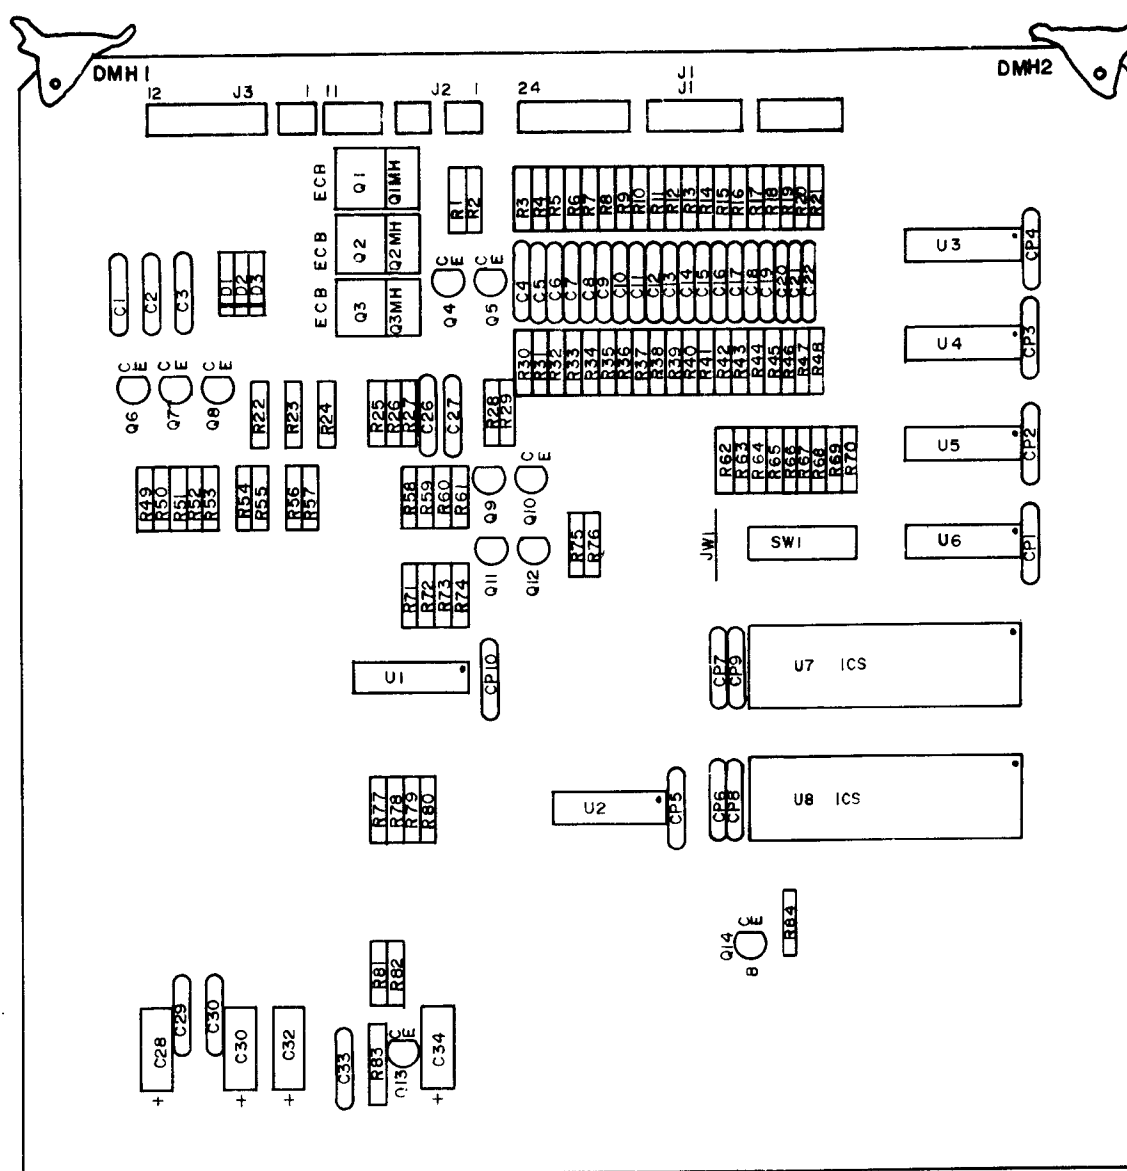 DMH1
DMH2
12
J3
1
11
J2
1
24
J1
J1
ECB
Q1
Q1MH
R1
R2
R3
R4
R5
R6
R7
R8
R9
R10
R11
R12
R13
R14
R15
R16
R17
R18
R19
R20
R21
ECB
Q2
Q2MH
U3
CP4
C1
C2
C3
D1
D2
D3
ECB
Q3
Q3MH
C
E
Q4
C
E
Q5
C4
C5
C6
C7
C8
C9
C10
C11
C12
C13
C14
C15
C16
C17
C18
C19
C20
C21
C22
U4
CP3
R30
R31
R32
R33
R34
R35
R36
R37
R38
R39
R40
R41
R42
R43
R44
R45
R46
R47
R48
C
E
Q6
C
E
Q7
C
E
Q8
R22
R23
R24
R25
R26
R27
C26
C27
R28
R29
R62
R63
R64
R65
R66
R67
R68
R69
R70
U5
CP2
R49
R50
R51
R52
R53
R54
R55
R56
R57
R58
R59
R60
R61
Q9
C
E
Q10
Q11
Q12
R75
R76
JW1
SW1
U6
CP1
R71
R72
R73
R74
U1
CP10
CP7
CP9
U7 ICS
R77
R78
R79
R80
U2
CP5
CP6
CP8
U8 ICS
Q14
C
E
B
R84
R81
R82
C28
C29
C30
C30
C32
C33
R83
C
E
Q13
C34
+
+
+
+